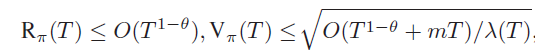 R_π(T) ≤ O(T^{1−θ}), V_π(T) ≤ √(O(T^{1−θ} + mT)/λ(T)),